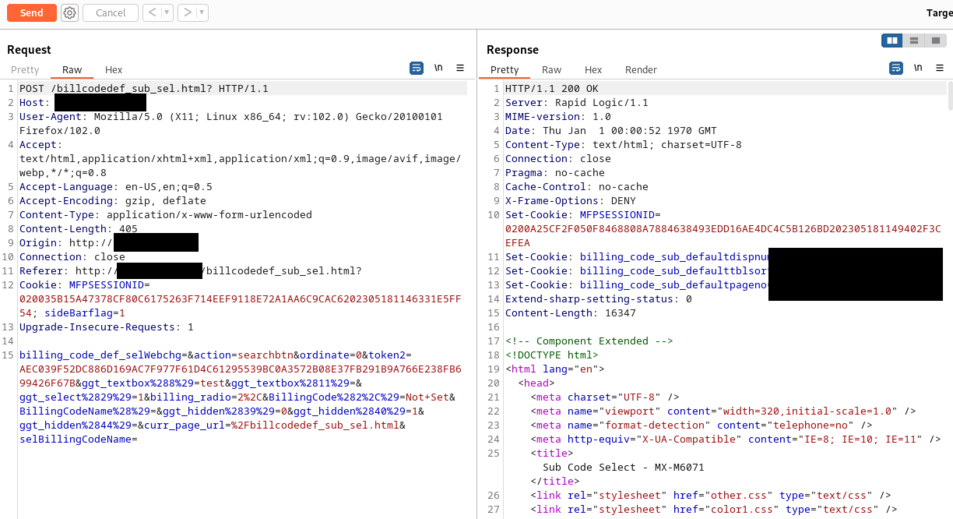 Send
Cancel
Targe
Request
Pretty Raw Hex
\n
1 POST /billcodedef_sub_sel.html? HTTP/1.1
2 Host:
3 User-Agent: Mozilla/5.0 (X11; Linux x86_64; rv:102.0) Gecko/20100101
Firefox/102.0
4 Accept:
text/html,application/xhtml+xml,application/xml;q=0.9,image/avif,image/
webp,*/*;q=0.8
5 Accept-Language: en-US,en;q=0.5
6 Accept-Encoding: gzip, deflate
7 Content-Type: application/x-www-form-urlencoded
8 Content-Length: 405
9 Origin: http://
10 Connection: close
11 Referer: http:/ /billcodedef_sub_sel.html?
12 Cookie: MFPSESSIONID=
020035B15A47378CF80C6175263F714EEF9118E72A1AA6C9CAC6202305181146331E5FF
54; sideBarflag=1
13 Upgrade-Insecure-Requests: 1
14
15 billing_code_def_selWebchg=&action=searchbtn&ordinate=0&token2=
AEC039F52DC886D169AC7F977F61D4C61295539BC0A3572B08E37FB291B9A766E238FB6
99426F67B&ggt_textbox%288%29=test&ggt_textbox%2811%29=&
ggt_select%2829%29=1&billing_radio=2%2C&BillingCode%282%2C%29=Not+Set&
BillingCodeName%28%29=&ggt_hidden%2839%29=0&ggt_hidden%2840%29=1&
ggt_hidden%2844%29=&curr_page_url=%2Fbillcodedef_sub_sel.html&
selBillingCodeName=
Response
Pretty Raw Hex Render
\n
1 HTTP/1.1 200 OK
2 Server: Rapid Logic/1.1
3 MIME-version: 1.0
4 Date: Thu Jan 1 00:00:52 1970 GMT
5 Content-Type: text/html; charset=UTF-8
6 Connection: close
7 Pragma: no-cache
8 Cache-Control: no-cache
9 X-Frame-Options: DENY
10 Set-Cookie: MFPSESSIONID=
0200A25CF2F050F8468808A7884638493EDD16AE4DC4C5B126BD202305181149402F3C
EFEA
11 Set-Cookie: billing_code_sub_defaultdispnu
12 Set-Cookie: billing_code_sub_defaulttblsor
13 Set-Cookie: billing_code_sub_defaultpageno
14 Extend-sharp-setting-status: 0
15 Content-Length: 16347
16
17 <!-- Component Extended -->
18 <!DOCTYPE html>
19 <html lang="en">
20 <head>
21 <meta charset="UTF-8" />
22 <meta name="viewport" content="width=320,initial-scale=1.0" />
23 <meta name="format-detection" content="telephone=no" />
24 <meta http-equiv="X-UA-Compatible" content="IE=8; IE=10; IE=11" />
25 <title>
Sub Code Select - MX-M6071
</title>
26 <link rel="stylesheet" href="other.css" type="text/css" />
27 <link rel="stylesheet" href="color1.css" type="text/css" />